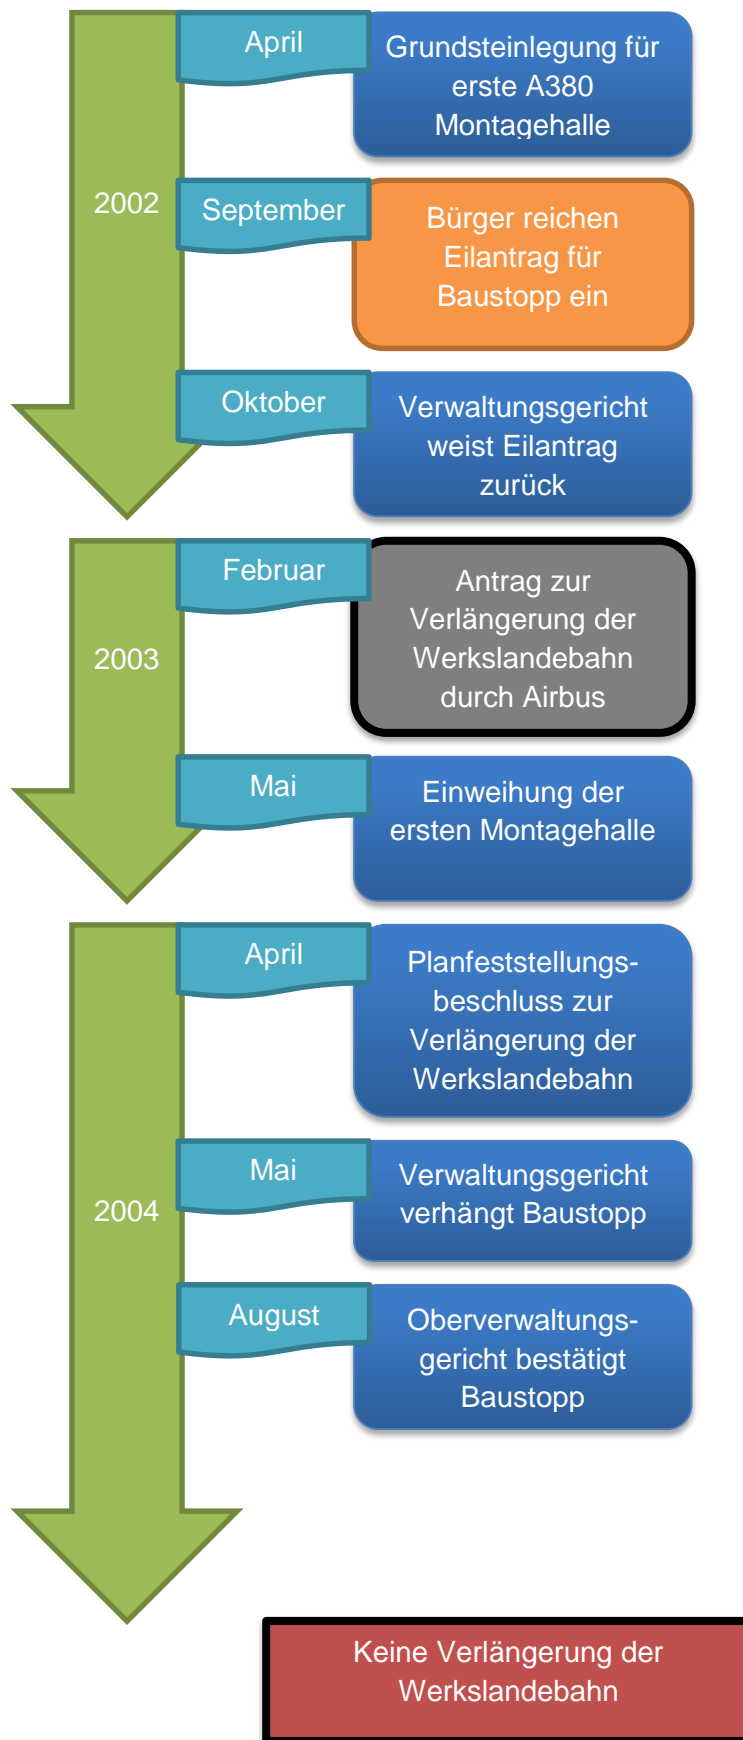 April
Grundsteinlegung für
erste A380
Montagehalle
2002
September
Bürger reichen
Eilantrag für
Baustopp ein
Oktober
Verwaltungsgericht
weist Eilantrag
zurück
Februar
Antrag zur
Verlängerung der
Werkslandebahn
durch Airbus
2003
Mai
Einweihung der
ersten Montagehalle
April
Planfeststellungs-
beschluss zur
Verlängerung der
Werkslandebahn
2004
Mai
Verwaltungsgericht
verhängt Baustopp
August
Oberverwaltungs-
gericht bestätigt
Baustopp
Keine Verlängerung der
Werkslandebahn